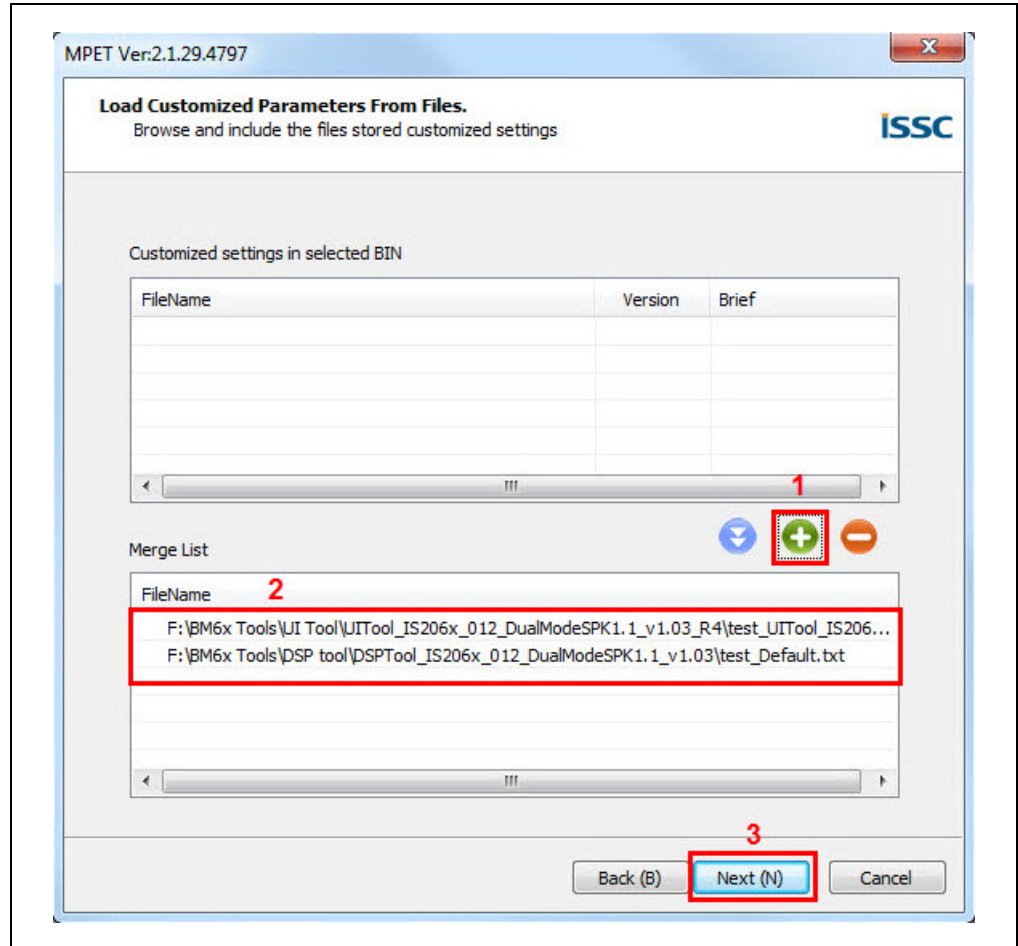 MPET Ver:2.1.29.4797
Load Customized Parameters From Files.
Browse and include the files stored customized settings
ISSC
Customized settings in selected BIN
FileName Version Brief
1
Merge List
FileName 2
F:\BM6x Tools\UI Tool\UITool_IS206x_012_DualModeSPK1.1_v1.03_R4\test_UITool_IS206...
F:\BM6x Tools\DSP tool\DSPTool_IS206x_012_DualModeSPK1.1_v1.03\test_Default.txt
3
Back (B) Next (N) Cancel